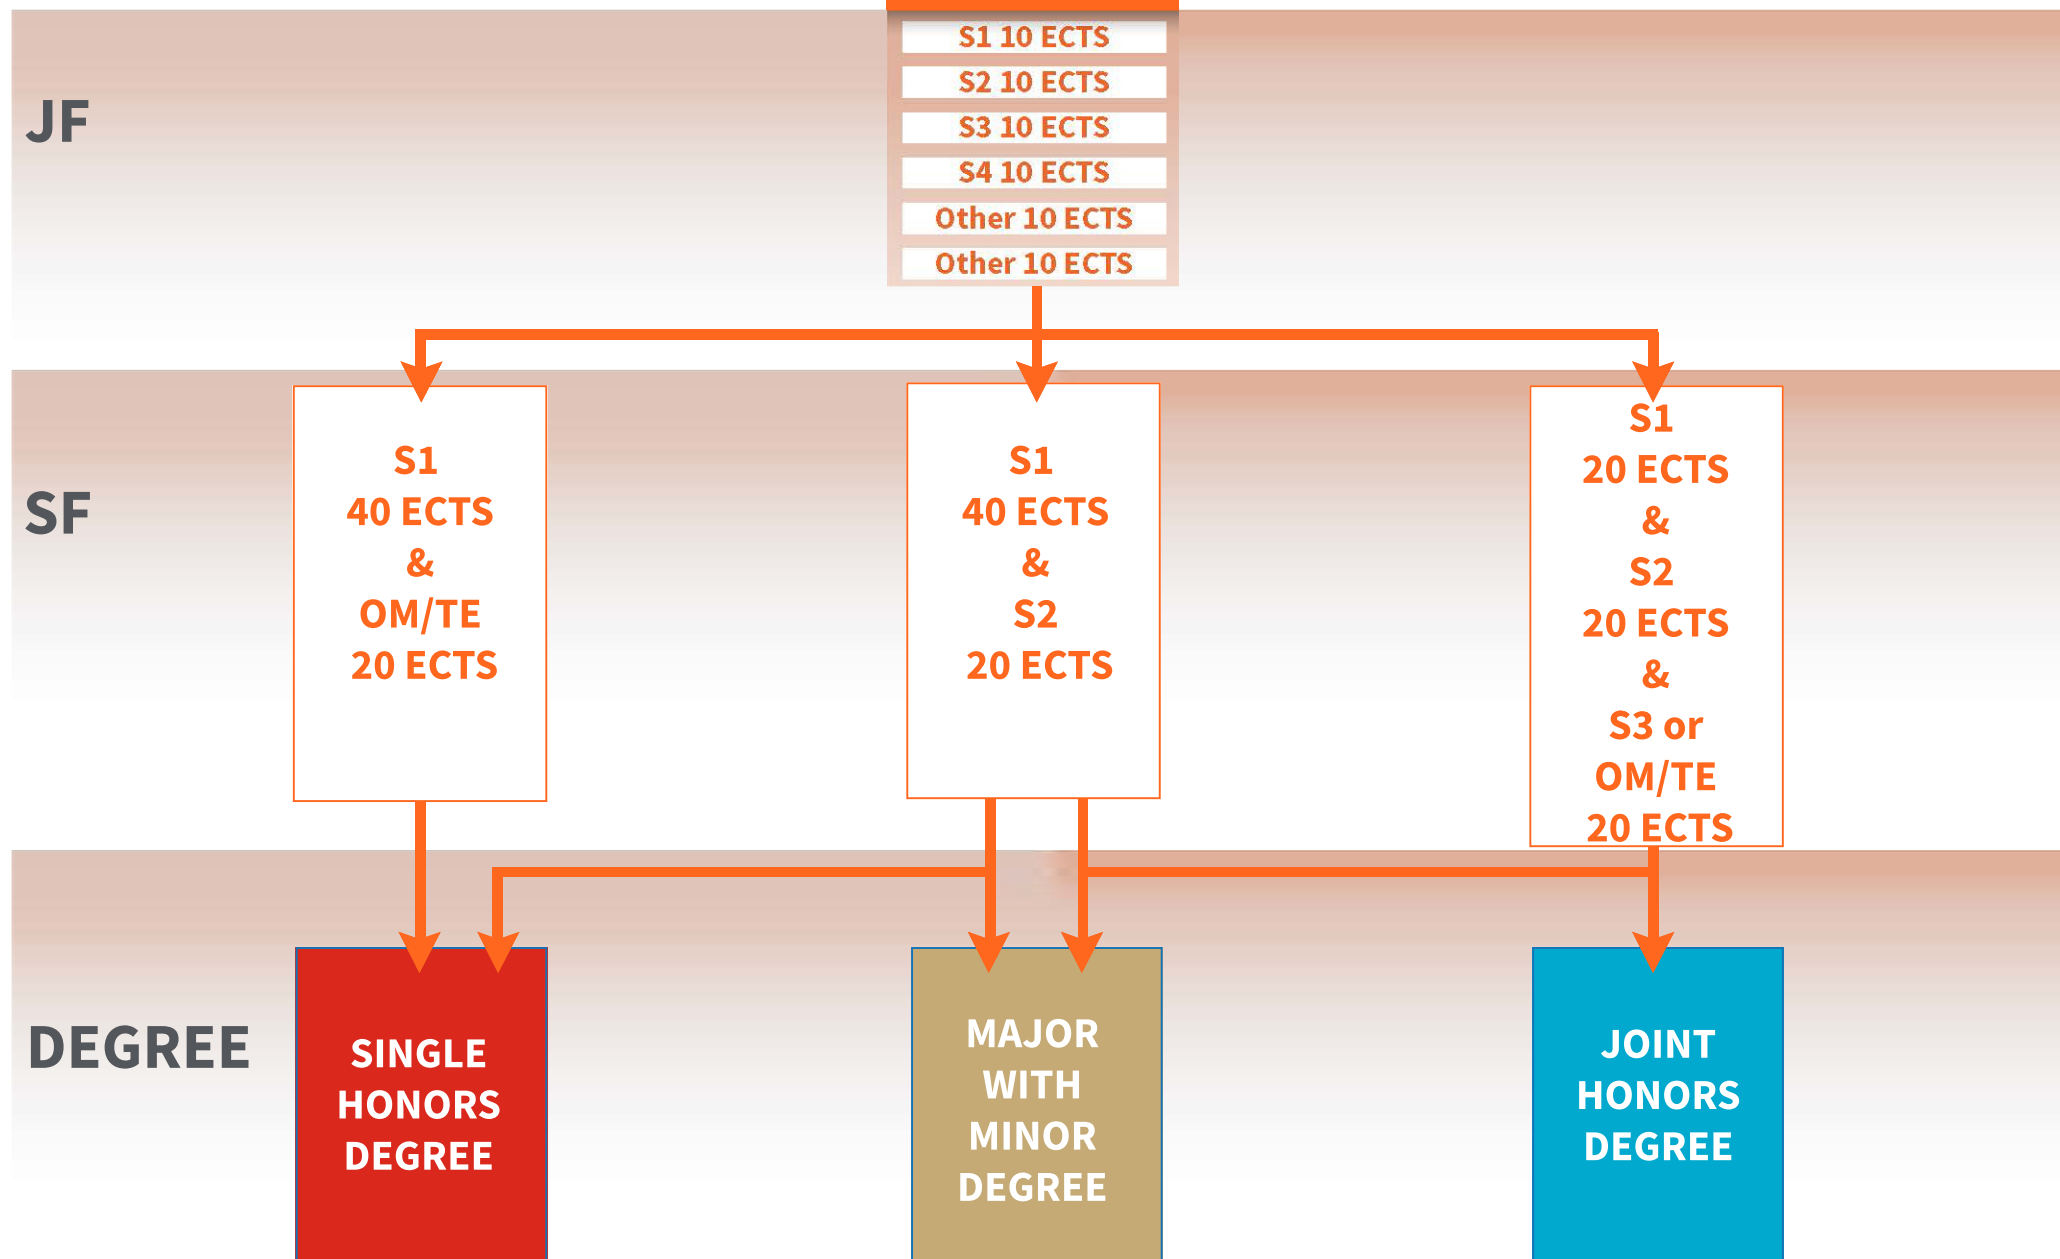 JF
S1 10 ECTS
S2 10 ECTS
S3 10 ECTS
S4 10 ECTS
Other 10 ECTS
Other 10 ECTS
SF
S1
40 ECTS
&
OM/TE
20 ECTS
S1
40 ECTS
&
S2
20 ECTS
S1
20 ECTS
&
S2
20 ECTS
&
S3 or
OM/TE
20 ECTS
DEGREE
SINGLE
HONORS
DEGREE
MAJOR
WITH
MINOR
DEGREE
JOINT
HONORS
DEGREE